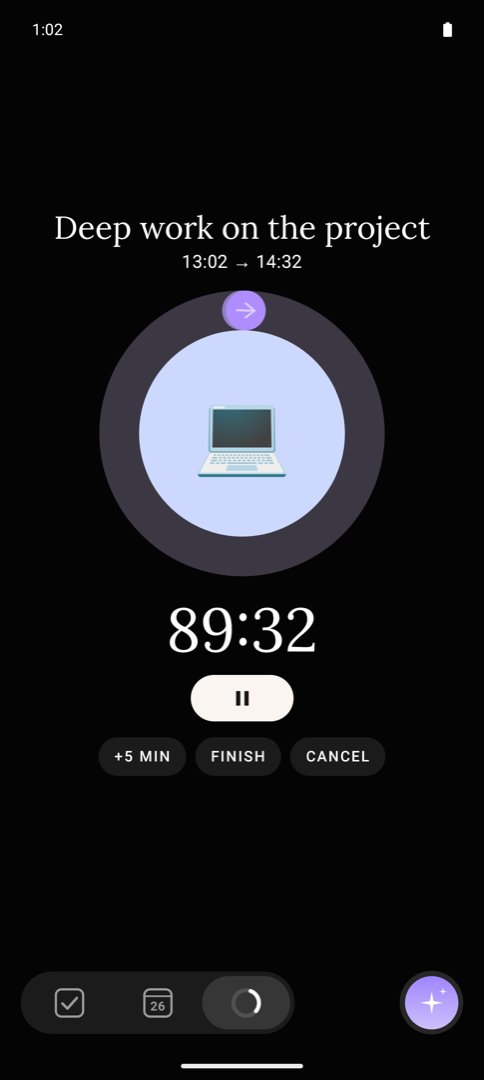 1:02
Deep work on the project
13:02 → 14:32
89:32
+5 MIN
FINISH
CANCEL
26